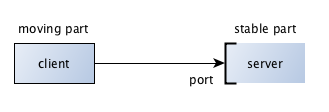 moving part
stable part
client
server
port